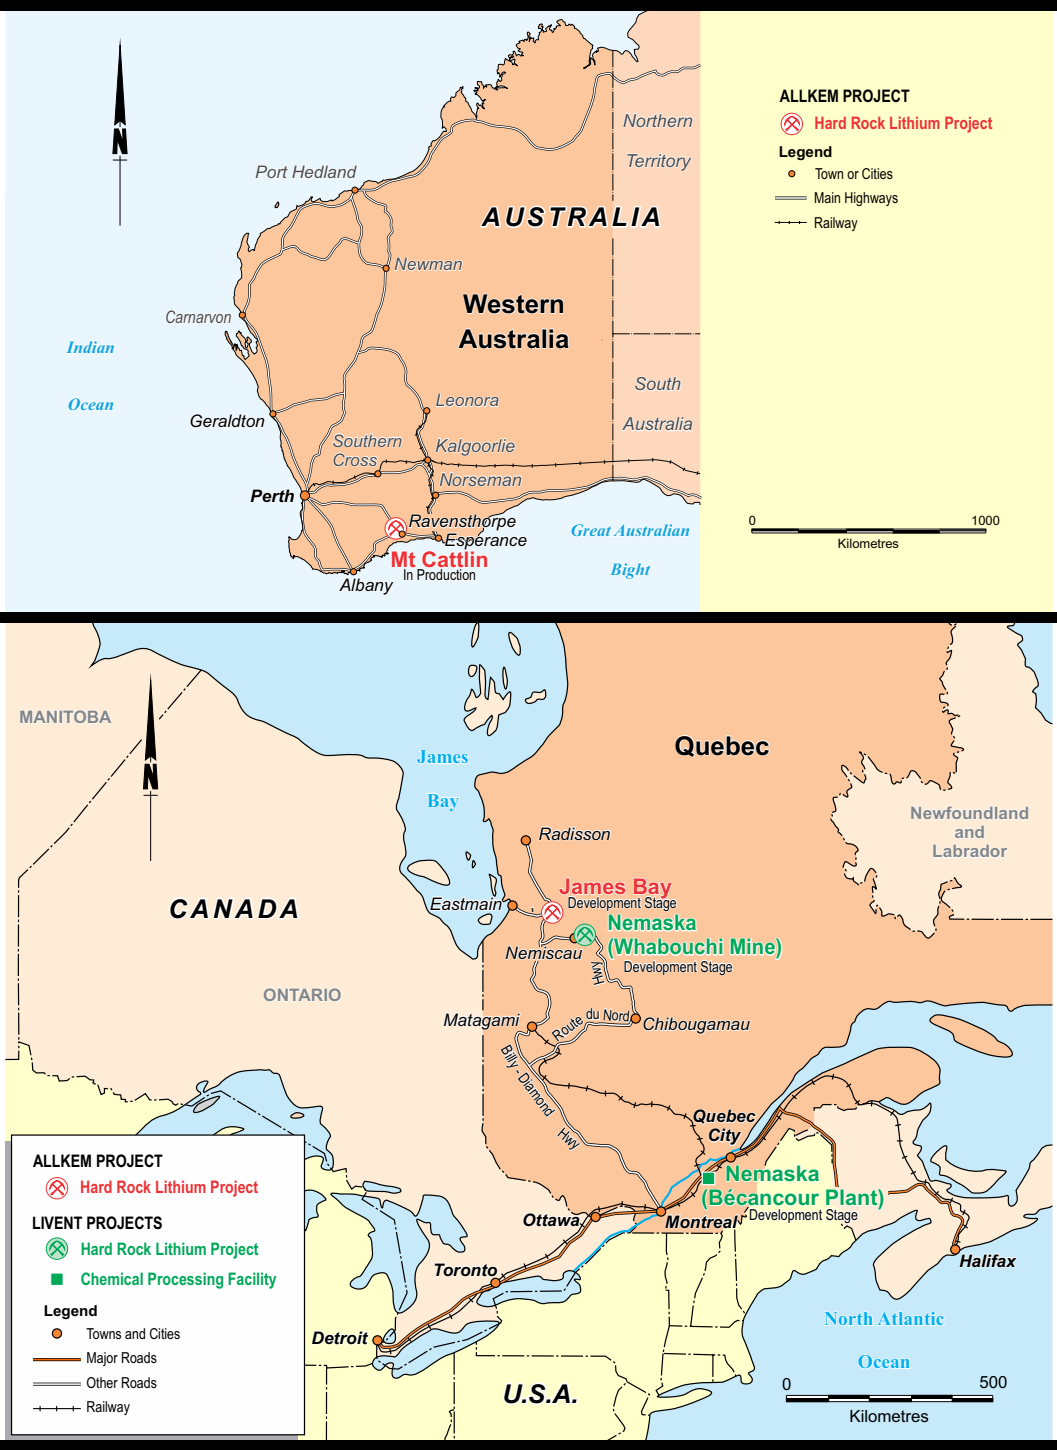 N
Port Hedland
Northern
Territory
AUSTRALIA
Newman
Western
Australia
Carnarvon
Indian
Ocean
South
Australia
Leonora
Geraldton
Southern
Cross
Kalgoorlie
Norseman
Perth
Ravensthorpe
Esperance
Mt Cattlin
In Production
Albany
Great Australian
Bight
ALLKEM PROJECT
Hard Rock Lithium Project
Legend
Town or Cities
Main Highways
Railway
0 1000
Kilometres
MANITOBA
N
James
Bay
Quebec
Newfoundland
and
Labrador
Radisson
CANADA
James Bay
Development Stage
Eastmain
Nemaska
(Whabouchi Mine)
Development Stage
Nemiscau
Hwy
ONTARIO
Matagami
Route du Nord
Chibougamau
Billy-Diamond Hwy
Quebec
City
Nemaska
(Bécancour Plant)
Development Stage
Ottawa
Montreal
Toronto
Halifax
Detroit
North Atlantic
Ocean
U.S.A.
0 500
Kilometres
ALLKEM PROJECT
Hard Rock Lithium Project
LIVENT PROJECTS
Hard Rock Lithium Project
Chemical Processing Facility
Legend
Towns and Cities
Major Roads
Other Roads
Railway